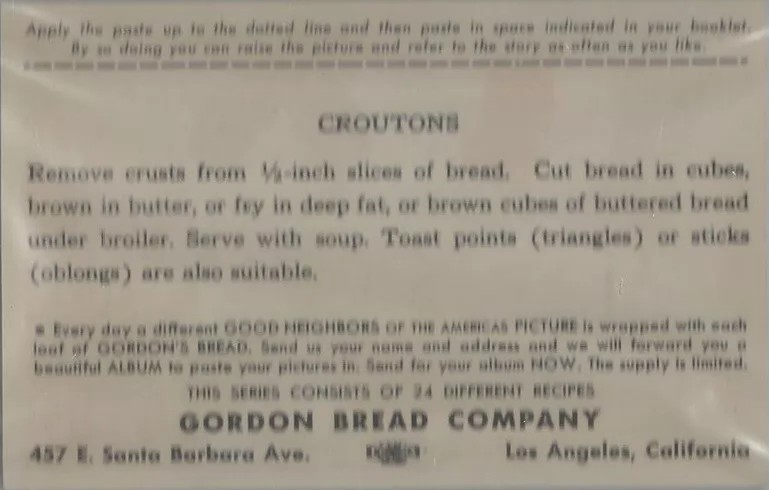 Apply the paste up to the dotted line and then paste in space indicated in your booklet.
By so doing you can raise the picture and refer to the story as often as you like.
CROUTONS
Remove crusts from ½-inch slices of bread. Cut bread in cubes,
brown in butter, or fry in deep fat, or brown cubes of buttered bread
under broiler. Serve with soup. Toast points (triangles) or sticks
(oblongs) are also suitable.
* Every day a different GOOD NEIGHBORS OF THE AMERICAS PICTURE is wrapped with each
loaf of GORDON'S BREAD. Send us your name and address and we will forward you a
beautiful ALBUM to paste your pictures in. Send for your album NOW. The supply is limited.
THIS SERIES CONSISTS OF 24 DIFFERENT RECIPES
GORDON BREAD COMPANY
457 E. Santa Barbara Ave. Los Angeles, California